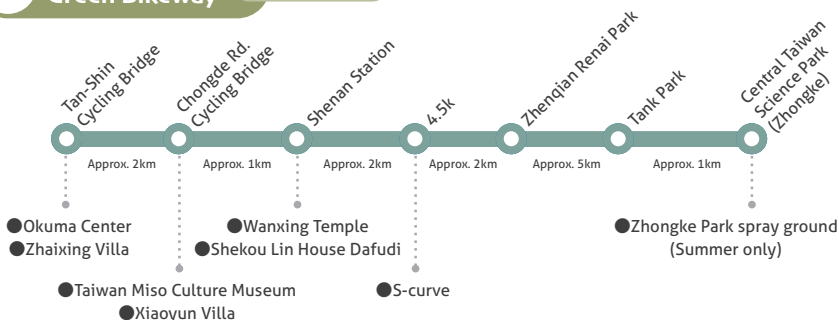 Green Bikeway
Tan-Shin
Cycling Bridge
Chongde Rd.
Cycling Bridge
Shenan Station
4.5k
Zhenqian Renai Park
Tank Park
Central Taiwan
Science Park
(Zhongke)
Approx. 2km
Approx. 1km
Approx. 2km
Approx. 2km
Approx. 5km
Approx. 1km
●Okuma Center
●Zhaixing Villa
●Wanxing Temple
●Shekou Lin House Dafudi
●Zhongke Park spray ground
(Summer only)
●Taiwan Miso Culture Museum
●Xiaoyun Villa
●S-curve